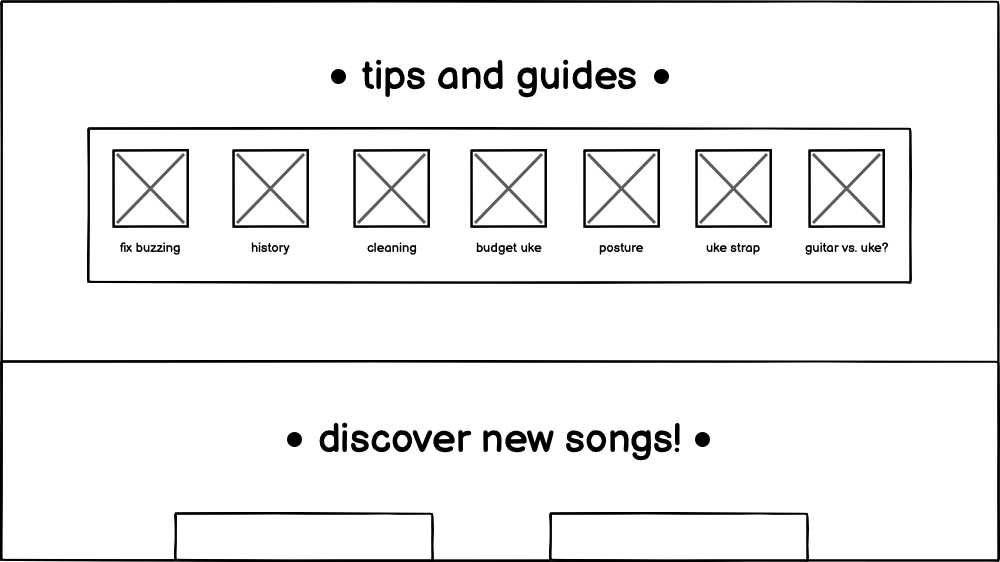 • tips and guides •
fix buzzing history cleaning budget uke posture uke strap guitar vs. uke?
• discover new songs! •